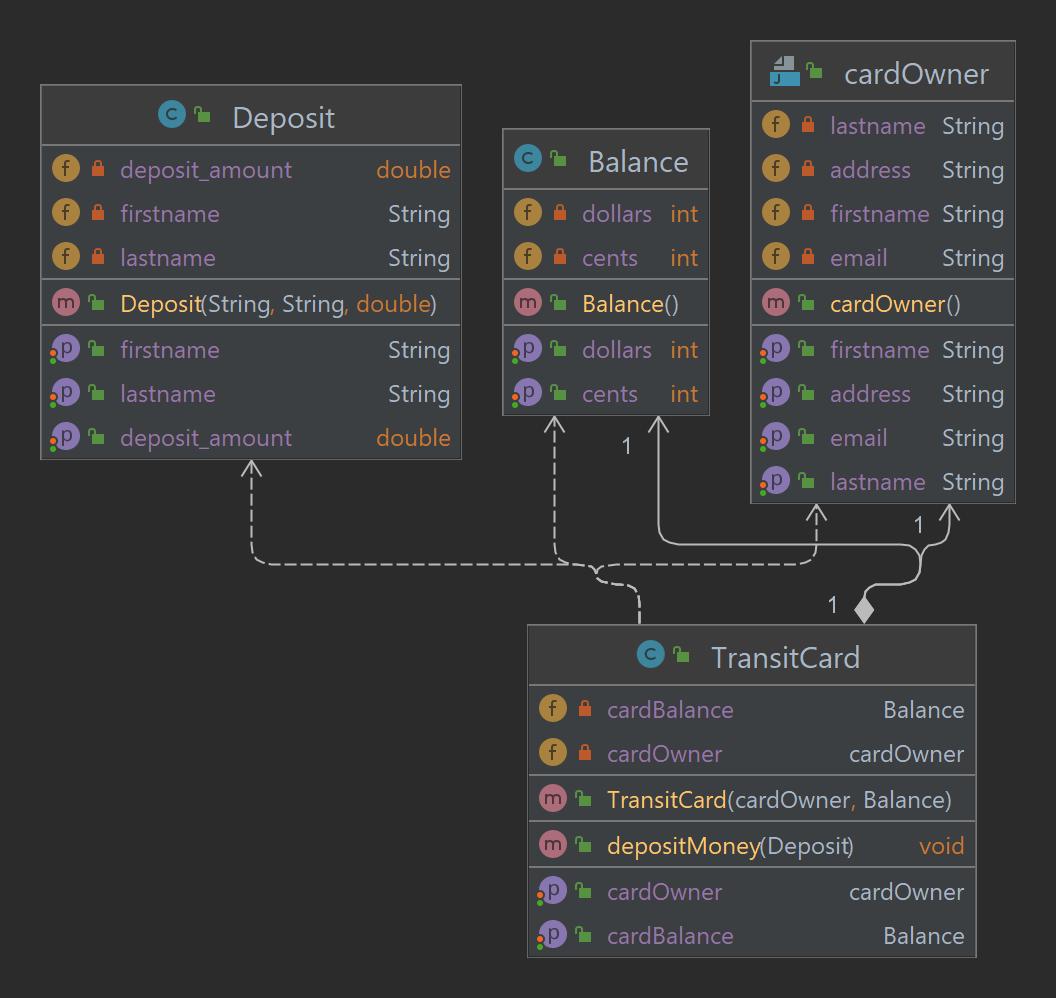 Deposit
deposit_amount double
firstname String
lastname String
Deposit(String, String, double)
firstname String
lastname String
deposit_amount double
Balance
dollars int
cents int
Balance()
dollars int
cents int
cardOwner
lastname String
address String
firstname String
email String
cardOwner()
firstname String
address String
email String
lastname String
1
1
1
TransitCard
cardBalance Balance
cardOwner cardOwner
TransitCard(cardOwner, Balance)
depositMoney(Deposit) void
cardOwner cardOwner
cardBalance Balance